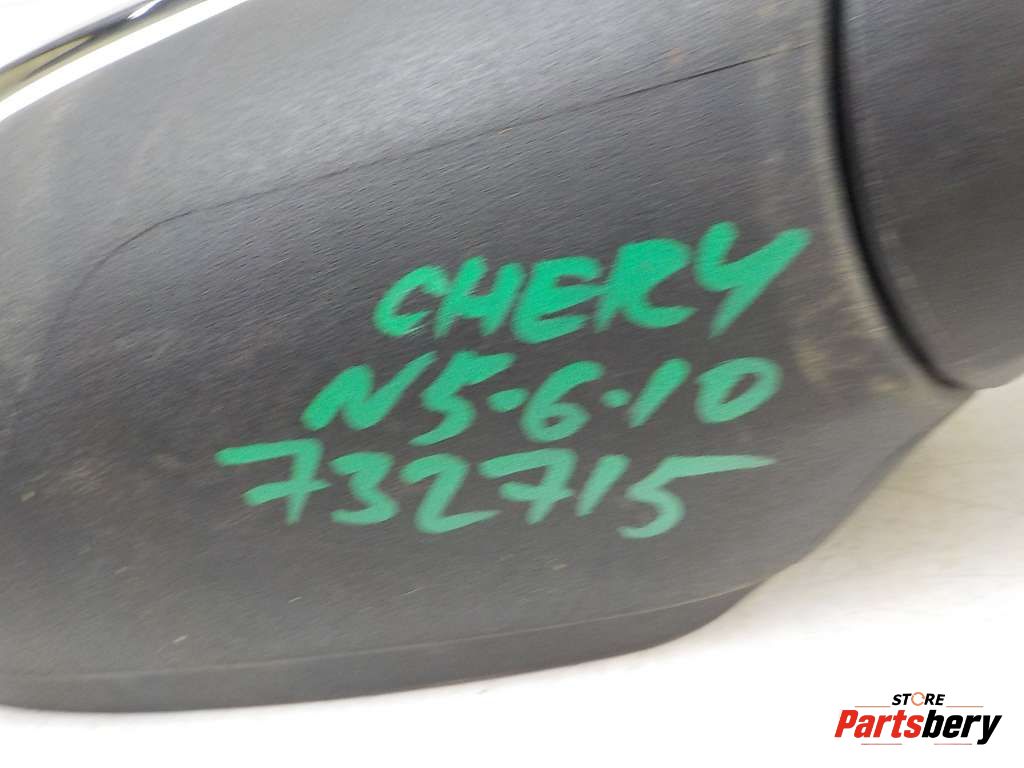 CHERY
N5-6-10
732715
STORE
Partsbery